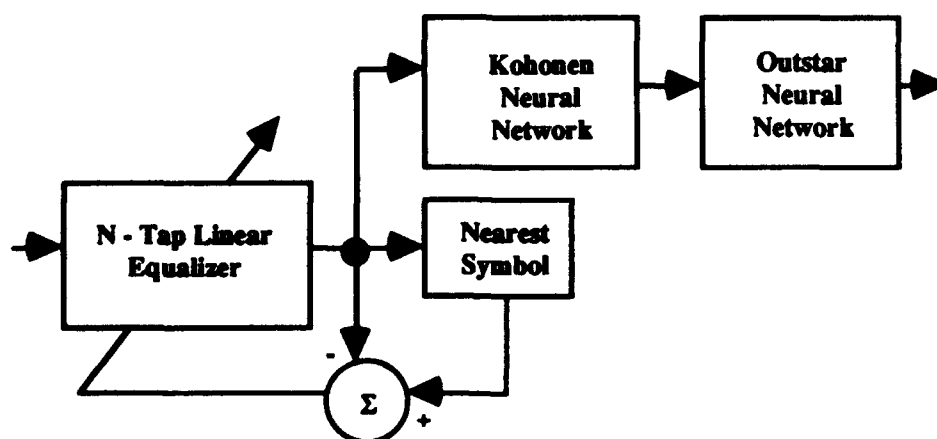 Kohonen
Neural
Network
Outstar
Neural
Network
N - Tap Linear
Equalizer
Nearest
Symbol
-
Σ
+